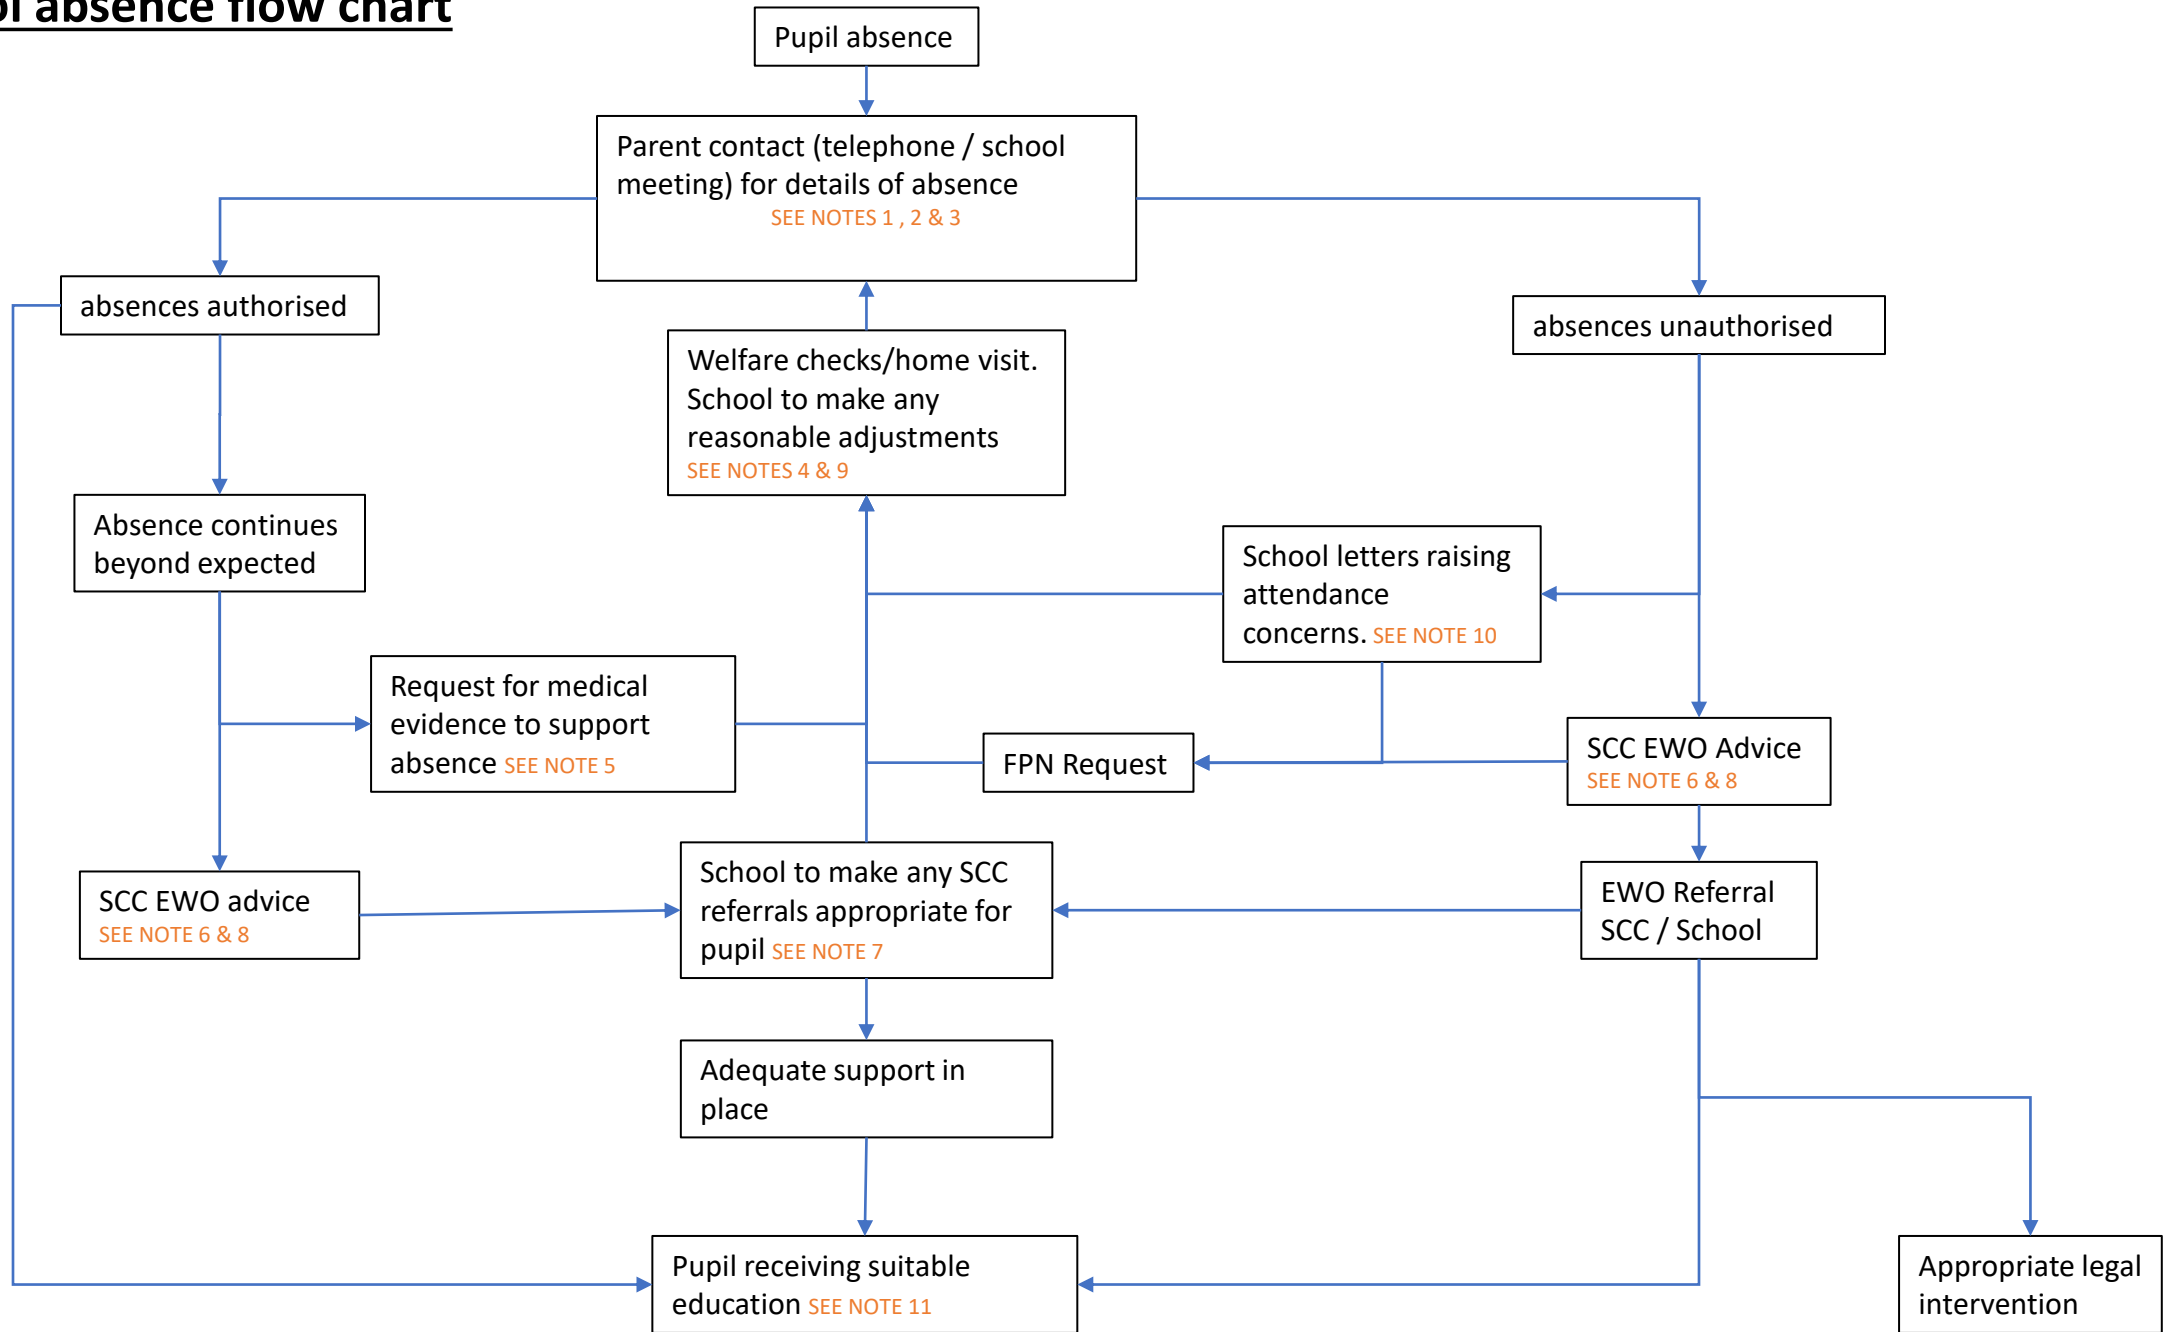 absence flow chart
Pupil absence
Parent contact (telephone / school
meeting) for details of absence
SEE NOTES 1 , 2 & 3
absences authorised
absences unauthorised
Welfare checks/home visit.
School to make any
reasonable adjustments
SEE NOTES 4 & 9
Absence continues
beyond expected
School letters raising
attendance
concerns. SEE NOTE 10
Request for medical
evidence to support
absence SEE NOTE 5
FPN Request
SCC EWO Advice
SEE NOTE 6 & 8
SCC EWO advice
SEE NOTE 6 & 8
School to make any SCC
referrals appropriate for
pupil SEE NOTE 7
EWO Referral
SCC / School
Adequate support in
place
Pupil receiving suitable
education SEE NOTE 11
Appropriate legal
intervention